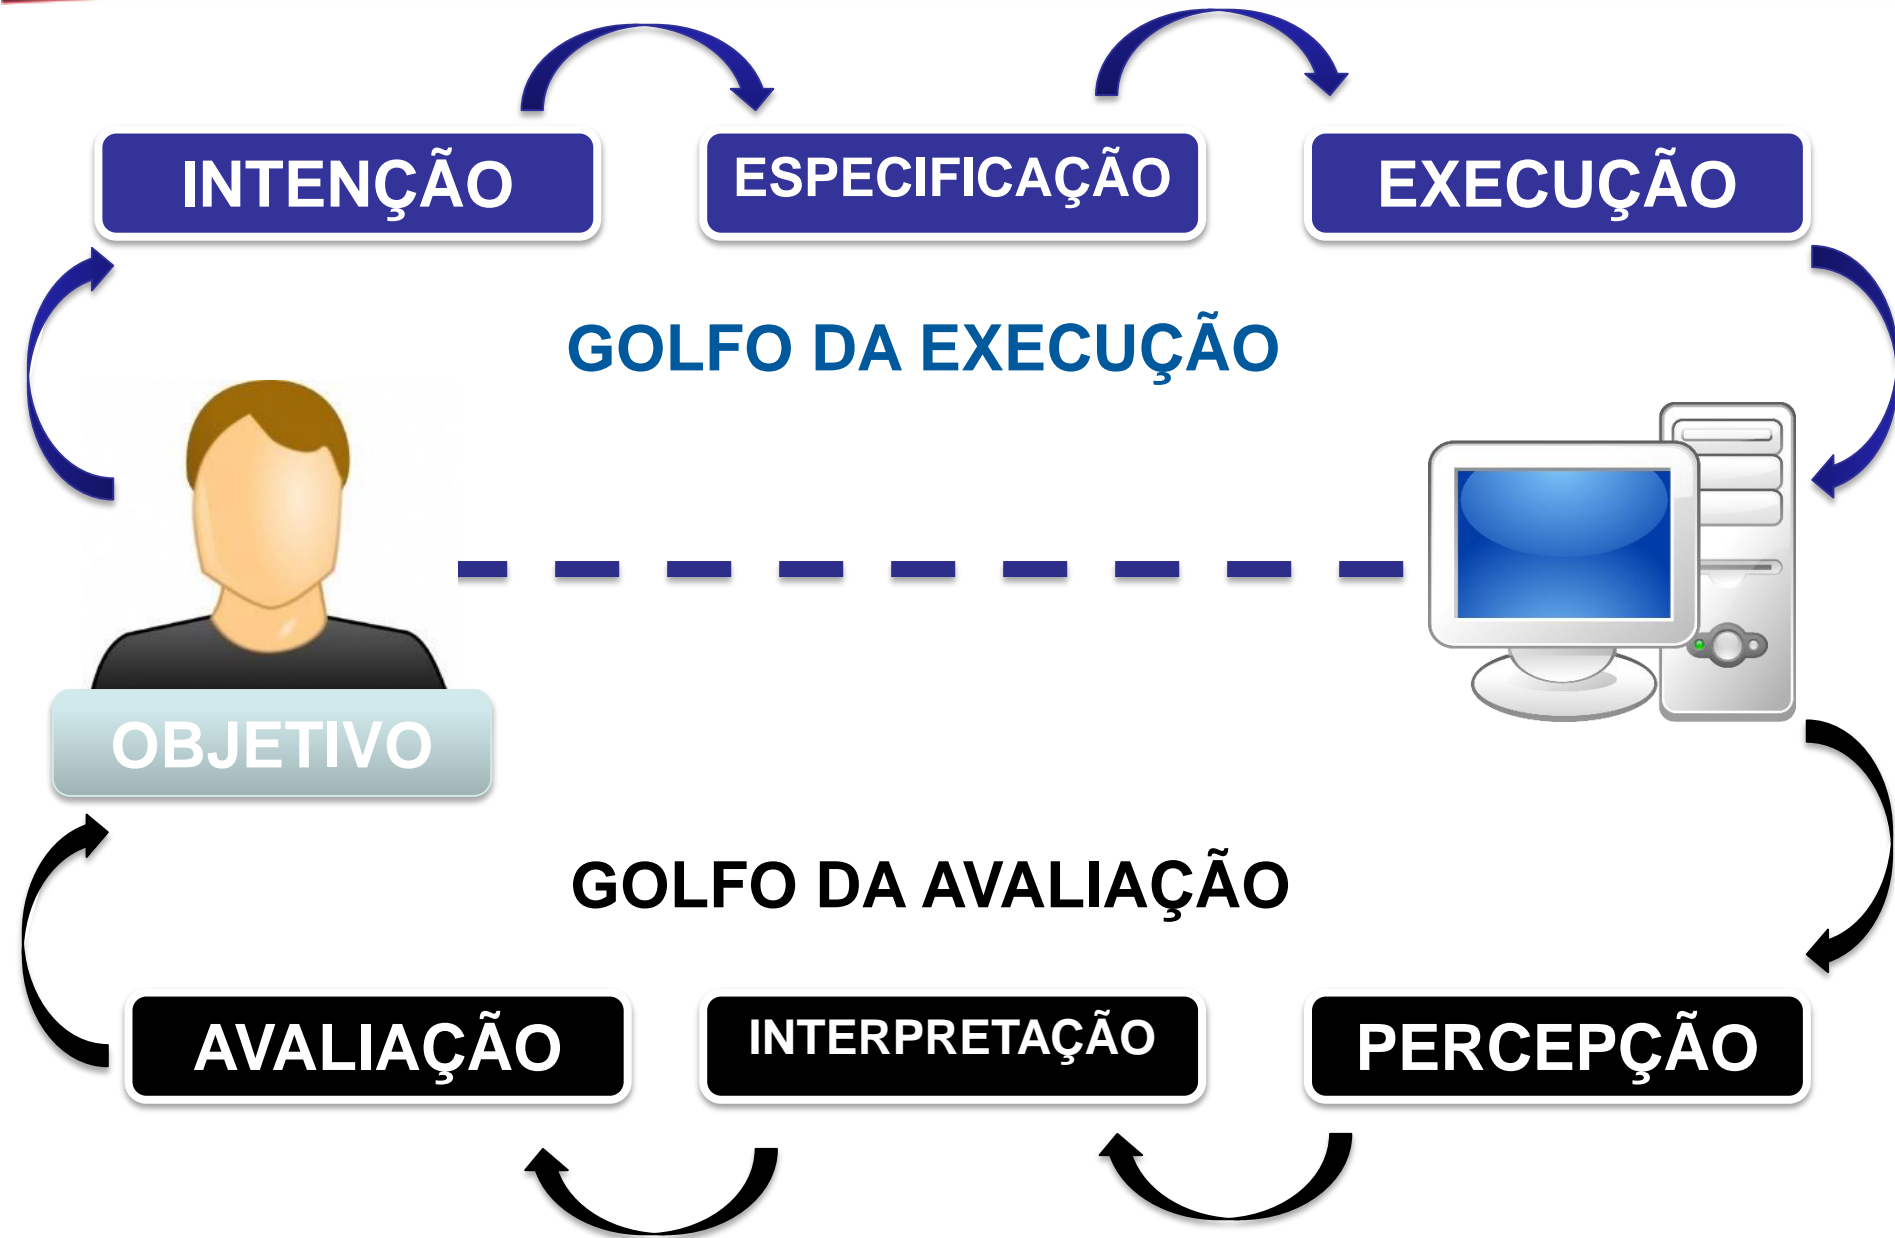 INTENÇÃO
ESPECIFICAÇÃO
EXECUÇÃO
GOLFO DA EXECUÇÃO
OBJETIVO
GOLFO DA AVALIAÇÃO
AVALIAÇÃO
INTERPRETAÇÃO
PERCEPÇÃO